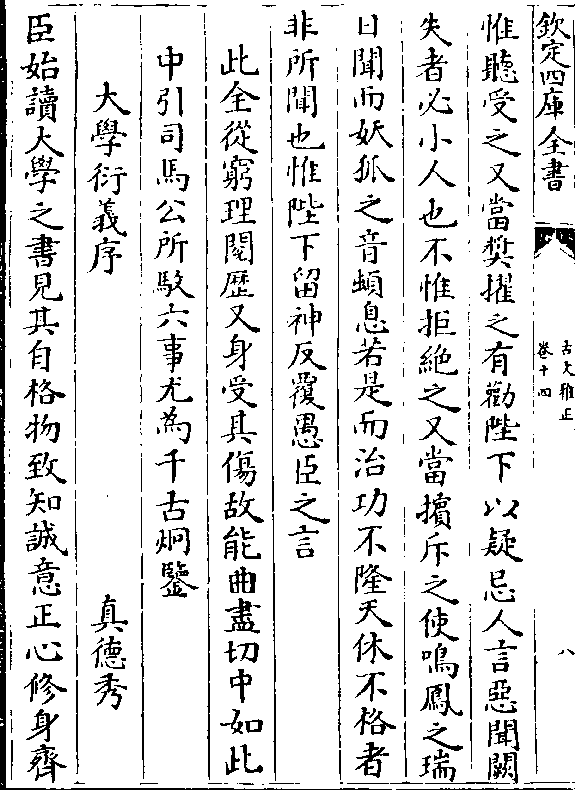 欽定四庫全書
古文雅正
卷十四
八
惟聽受之又當奬擢之有勸陛下以疑忌人言惡聞闕
失者必小人也不惟拒絶之又當擯斥之使鳴鳳之瑞
日聞而妖狐之音頓息若是而治功不隆天休不格者
非所聞也惟陛下留神反覆愚臣之言
此全從窮理閱歴又身受其傷故能曲盡切中如此
中引司馬公所駁六事尤為千古炯鑒
大學衍義序
真德秀
臣始讀大學之書見其自格物致知誠意正心修身齊